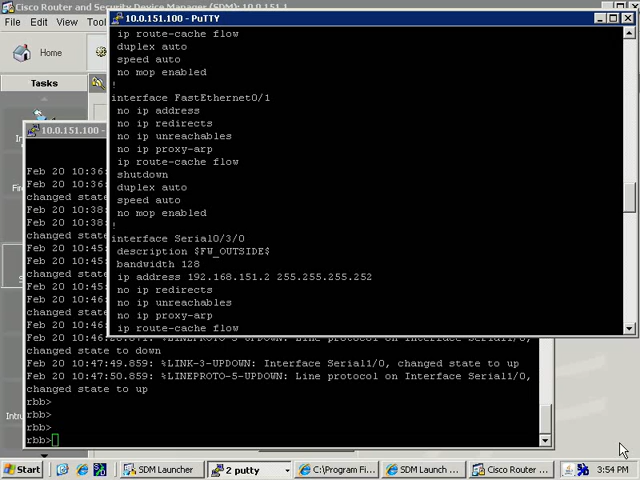 Cisco Router and Security Device Manager (SDM): 10.0.151.1
File Edit View Tools
Home
Tasks
10.0.151.100 - PuTTY
ip route-cache flow
duplex auto
speed auto
no mop enabled
!
interface FastEthernet0/1
no ip address
no ip redirects
no ip unreachables
no ip proxy-arp
ip route-cache flow
shutdown
duplex auto
speed auto
no mop enabled
!
interface Serial0/3/0
description $FW_OUTSIDE$
bandwidth 128
ip address 192.168.151.2 255.255.255.252
no ip redirects
no ip unreachables
no ip proxy-arp
ip route-cache flow
10.0.151.100 -
Feb 20 10:36:
Feb 20 10:36:
changed state
Feb 20 10:38:
Feb 20 10:38:
changed state
Feb 20 10:45:
Feb 20 10:45:
changed state
Feb 20 10:45:
changed state
Feb 20 10:46:
changed state to down
Feb 20 10:47:49.859: %LINK-3-UPDOWN: Interface Serial1/0, changed state to up
Feb 20 10:47:50.859: %LINEPROTO-5-UPDOWN: Line protocol on Interface Serial1/0,
changed state to up
rbb>
rbb>
rbb>
rbb>
Start
SDM Launcher
2 putty
C:\Program Fi...
SDM Launch ...
Cisco Router ...
3:54 PM